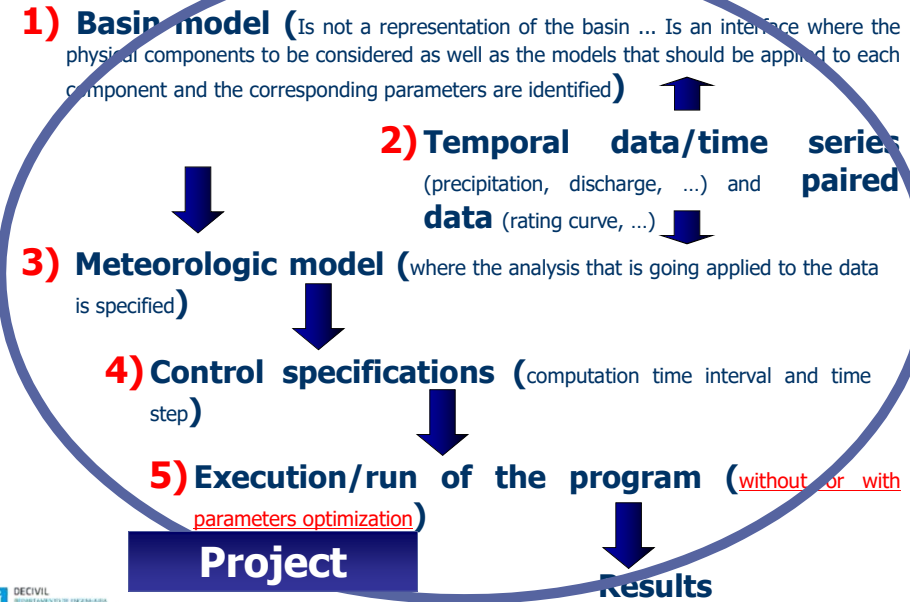 1) Basin model (Is not a representation of the basin ... Is an interface where the
physical components to be considered as well as the models that should be applied to each
component and the corresponding parameters are identified)
2) Temporal data/time series
(precipitation, discharge, ...) and paired
data (rating curve, ...)
3) Meteorologic model (where the analysis that is going applied to the data
is specified)
4) Control specifications (computation time interval and time
step)
5) Execution/run of the program (without or with
parameters optimization)
Project
Results
DECIVIL